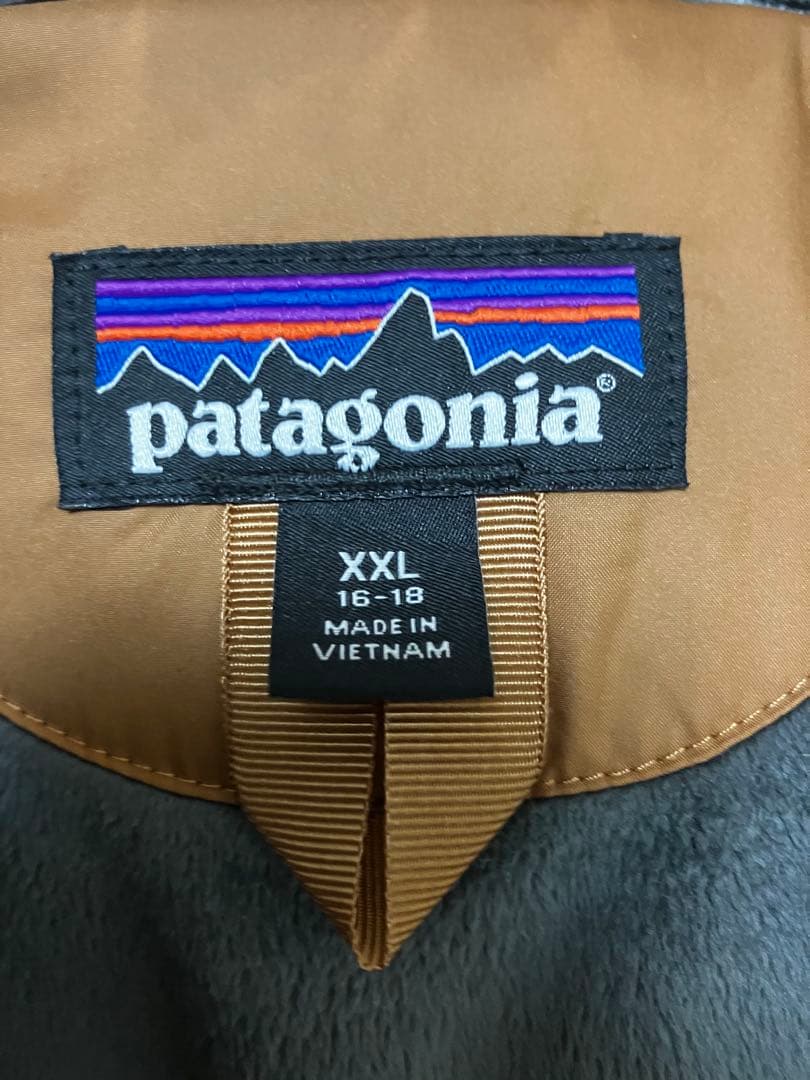 patagonia®
XXL
16-18
MADE IN
VIETNAM